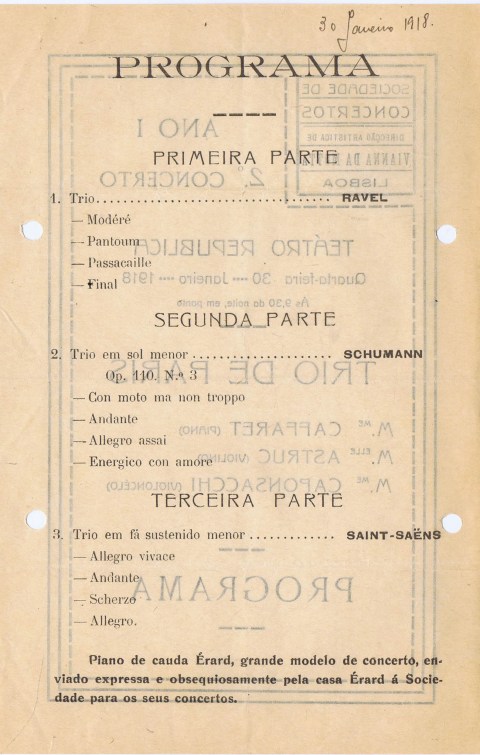 30 Janeiro 1918.
PROGRAMA
PRIMEIRA PARTE
1. Trio................................... RAVEL
— Modéré
— Pantoum
— Passacaille
— Final
SEGUNDA PARTE
2. Trio em sol menor .................... SCHUMANN
Op. 110. N.º 3
— Con moto ma non troppo
— Andante
— Allegro assai
— Energico con amore
TERCEIRA PARTE
3. Trio em fá sustenido menor ............ SAINT-SAËNS
— Allegro vivace
— Andante
— Scherzo
— Allegro.
Piano de cauda Érard, grande modelo de concerto, en-
viado expressa e obsequiosamente pela casa Érard á Socie-
dade para os seus concertos.